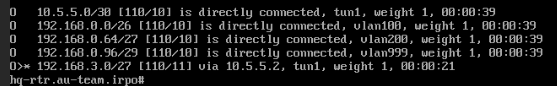 O   10.5.5.0/30 [110/10] is directly connected, tun1, weight 1, 00:00:39
O   192.168.0.0/26 [110/10] is directly connected, vlan100, weight 1, 00:00:39
O   192.168.0.64/27 [110/10] is directly connected, vlan200, weight 1, 00:00:39
O   192.168.0.96/29 [110/10] is directly connected, vlan999, weight 1, 00:00:39
O>* 192.168.3.0/27 [110/11] via 10.5.5.2, tun1, weight 1, 00:00:21
hq-rtr.au-team.irpo#